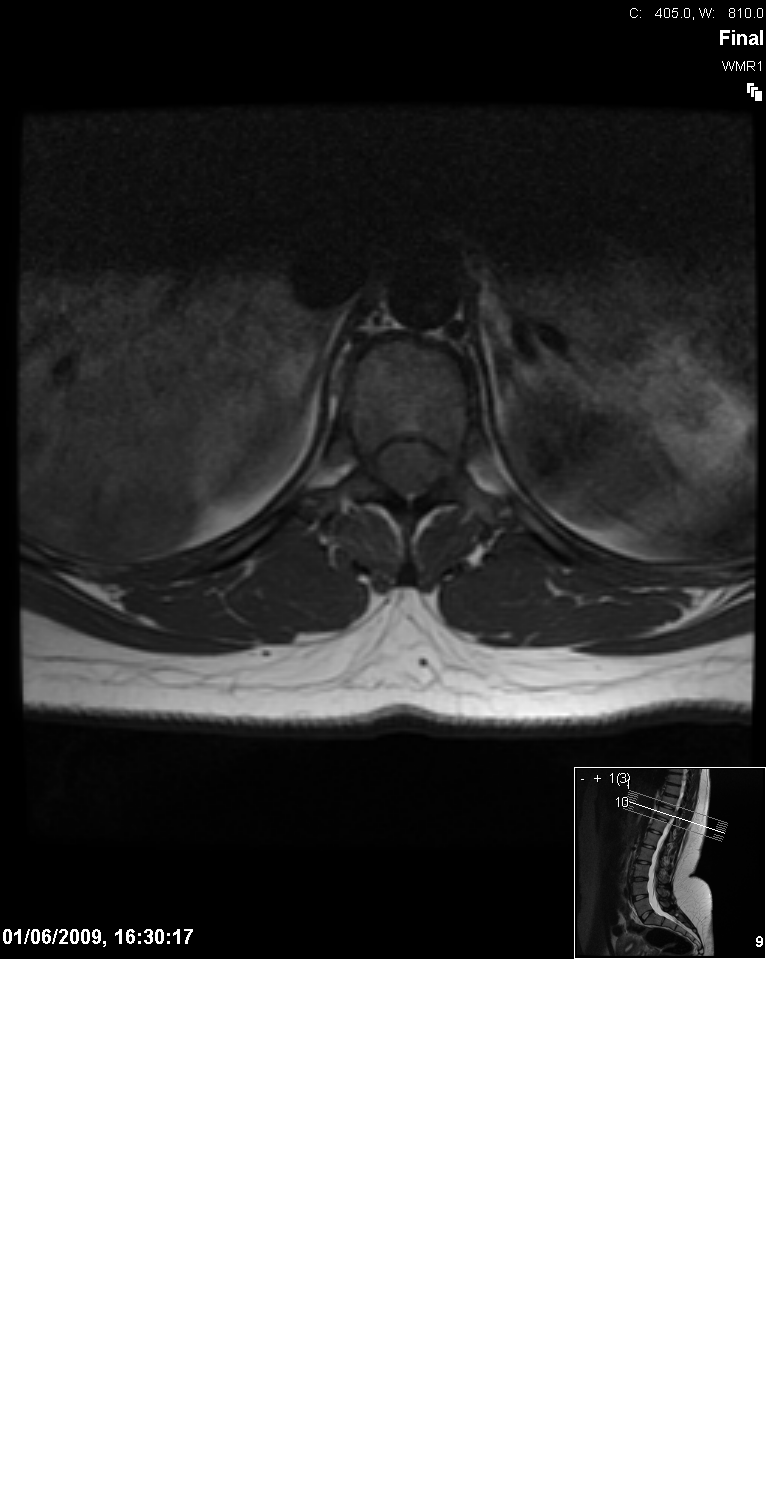 C: 405.0, W: 810.0
Final
WMR1
- + 1(3)
10
01/06/2009, 16:30:17
9